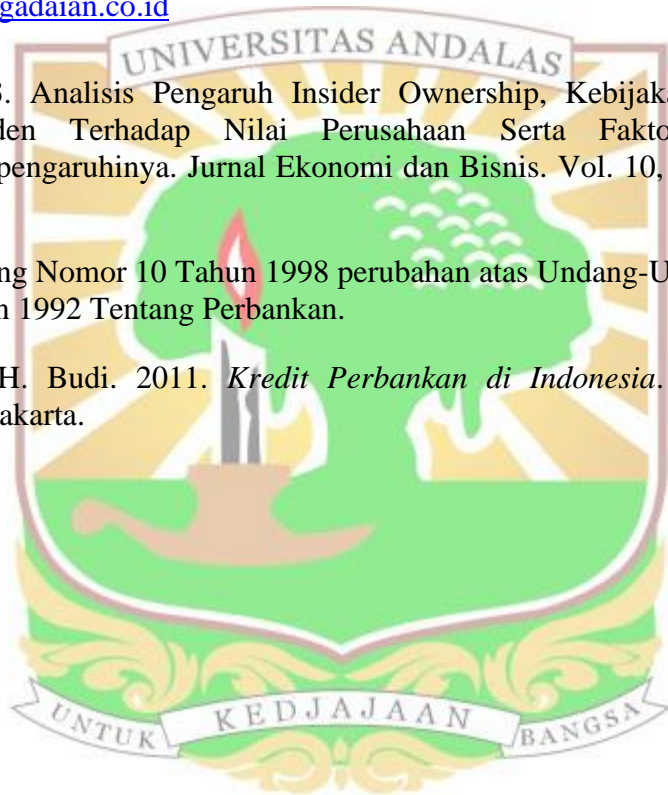 gadaian.co.id
UNIVERSITAS ANDALAS
. Analisis Pengaruh Insider Ownership, Kebijaka
den Terhadap Nilai Perusahaan Serta Fakto
pengaruhinya. Jurnal Ekonomi dan Bisnis. Vol. 10,
ng Nomor 10 Tahun 1998 perubahan atas Undang-U
n 1992 Tentang Perbankan.
H. Budi. 2011. Kredit Perbankan di Indonesia.
akarta.
UNTUK KEDJAJAAN BANGSA